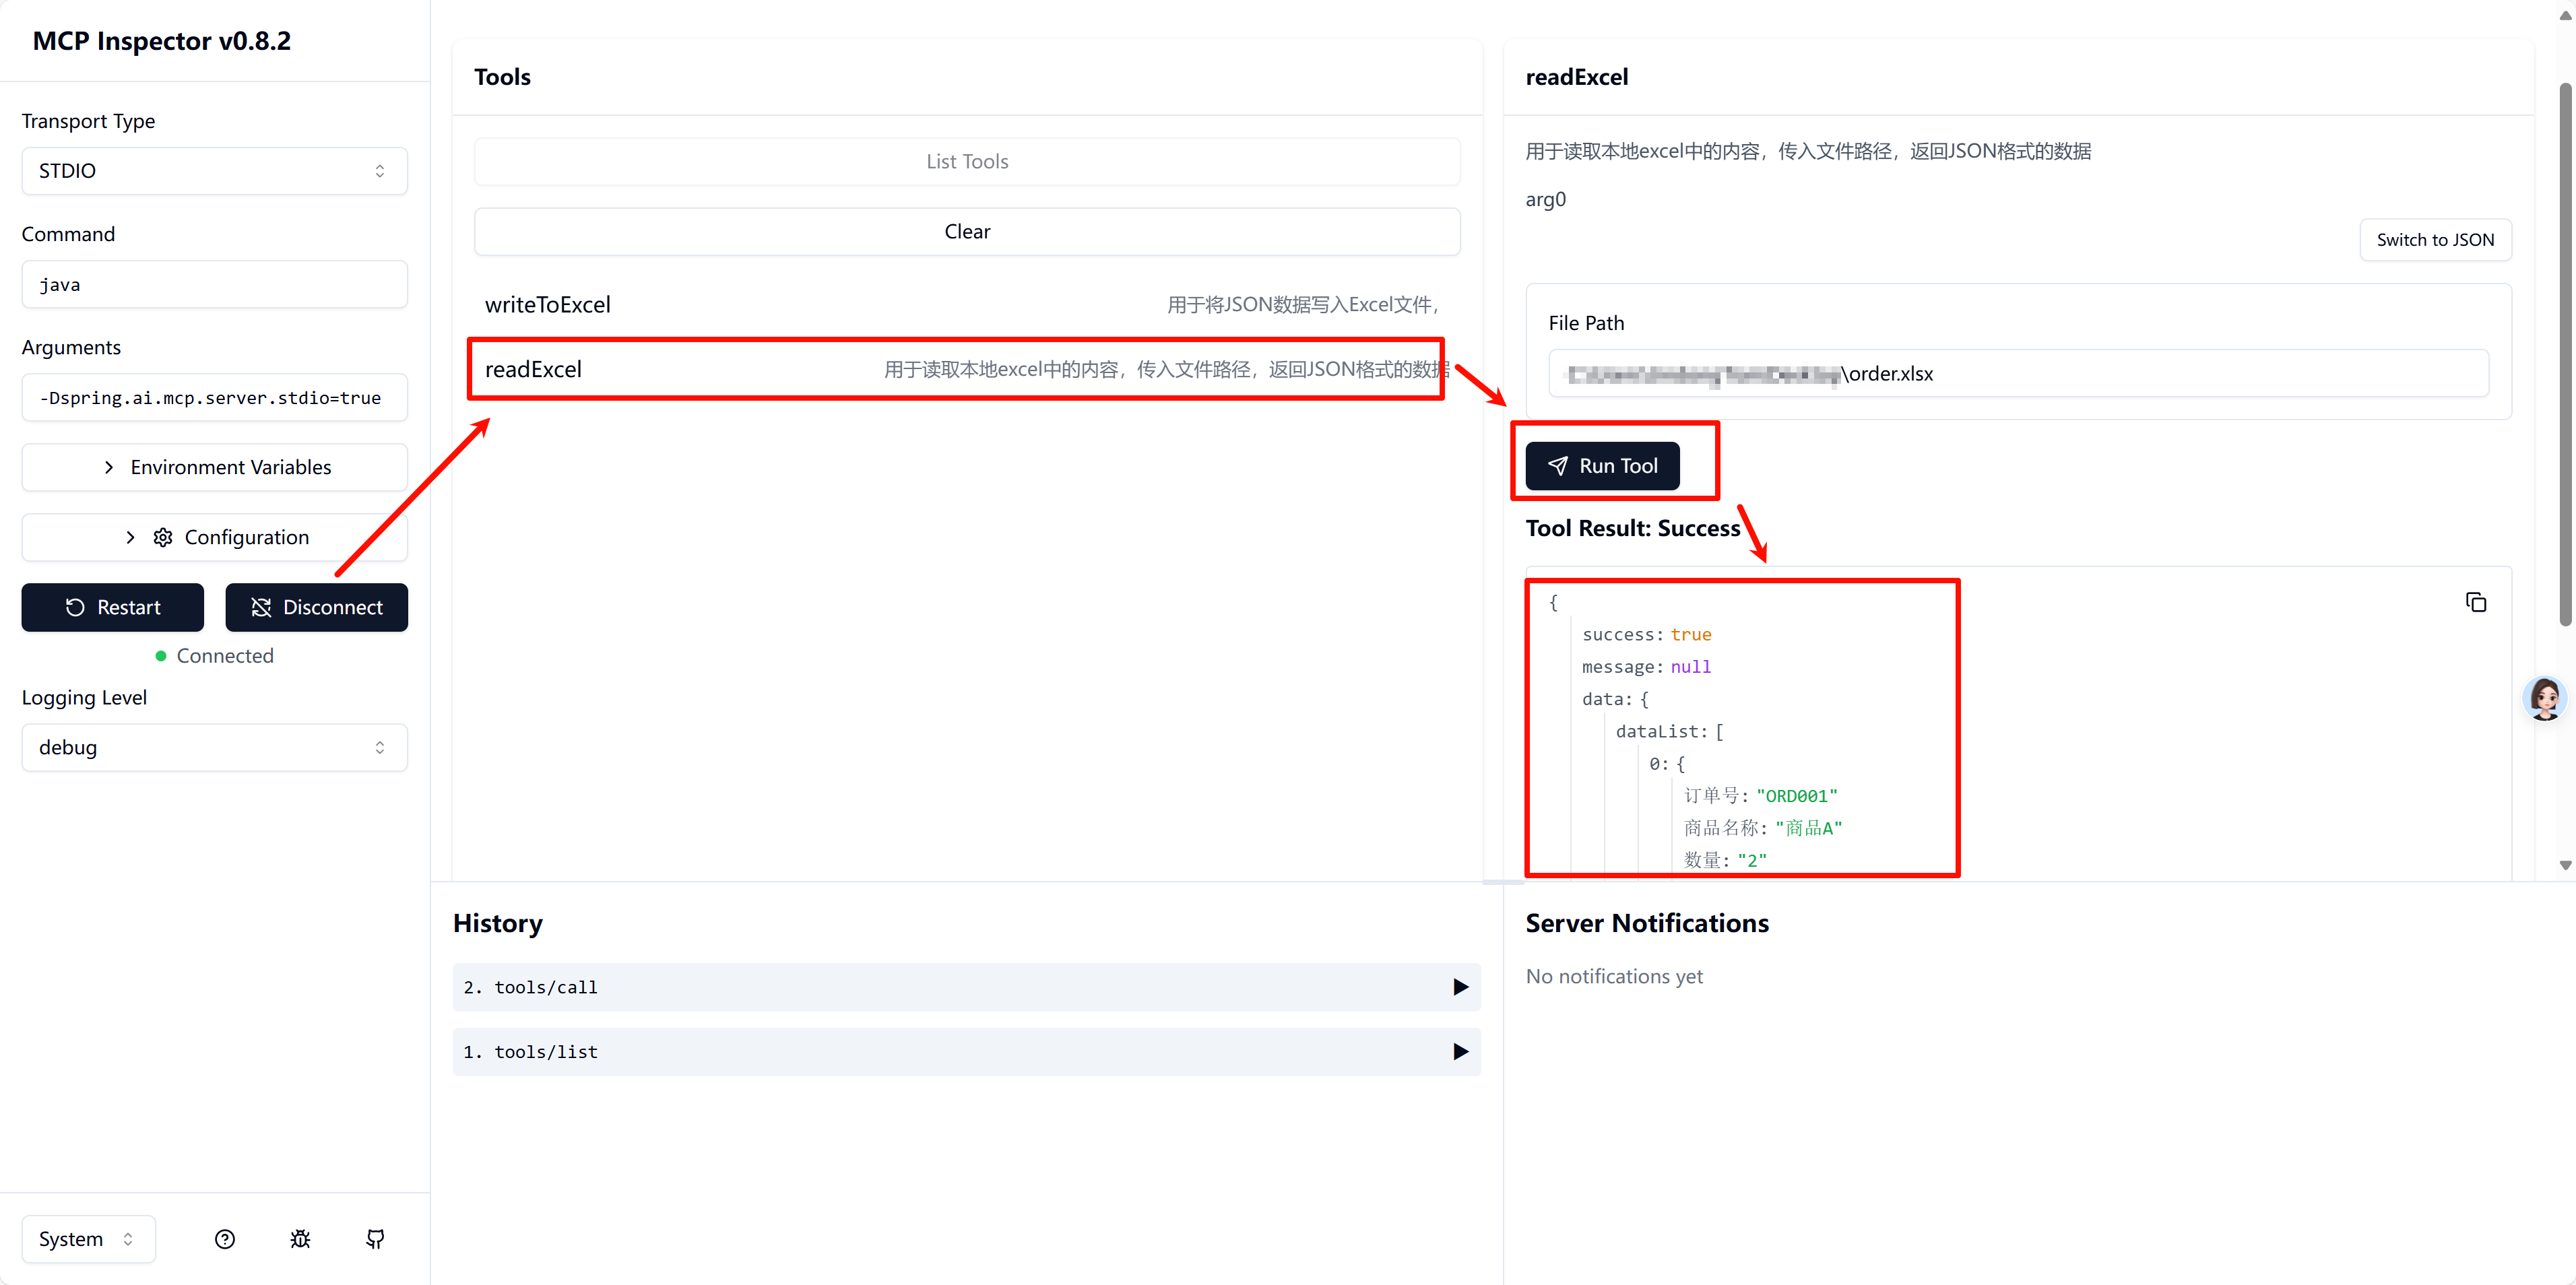 MCP Inspector v0.8.2
Transport Type
STDIO
Command
java
Arguments
-Dspring.ai.mcp.server.stdio=true
Environment Variables
Configuration
Restart
Disconnect
Connected
Logging Level
debug
System
Tools
List Tools
Clear
writeToExcel
用于将JSON数据写入Excel文件，
readExcel
用于读取本地excel中的内容，传入文件路径，返回JSON格式的数据
readExcel
用于读取本地excel中的内容，传入文件路径，返回JSON格式的数据
arg0
Switch to JSON
File Path
\order.xlsx
Run Tool
Tool Result: Success
{
success: true
message: null
data: {
dataList: [
0: {
订单号: "ORD001"
商品名称: "商品A"
数量: "2"
History
2. tools/call
1. tools/list
Server Notifications
No notifications yet